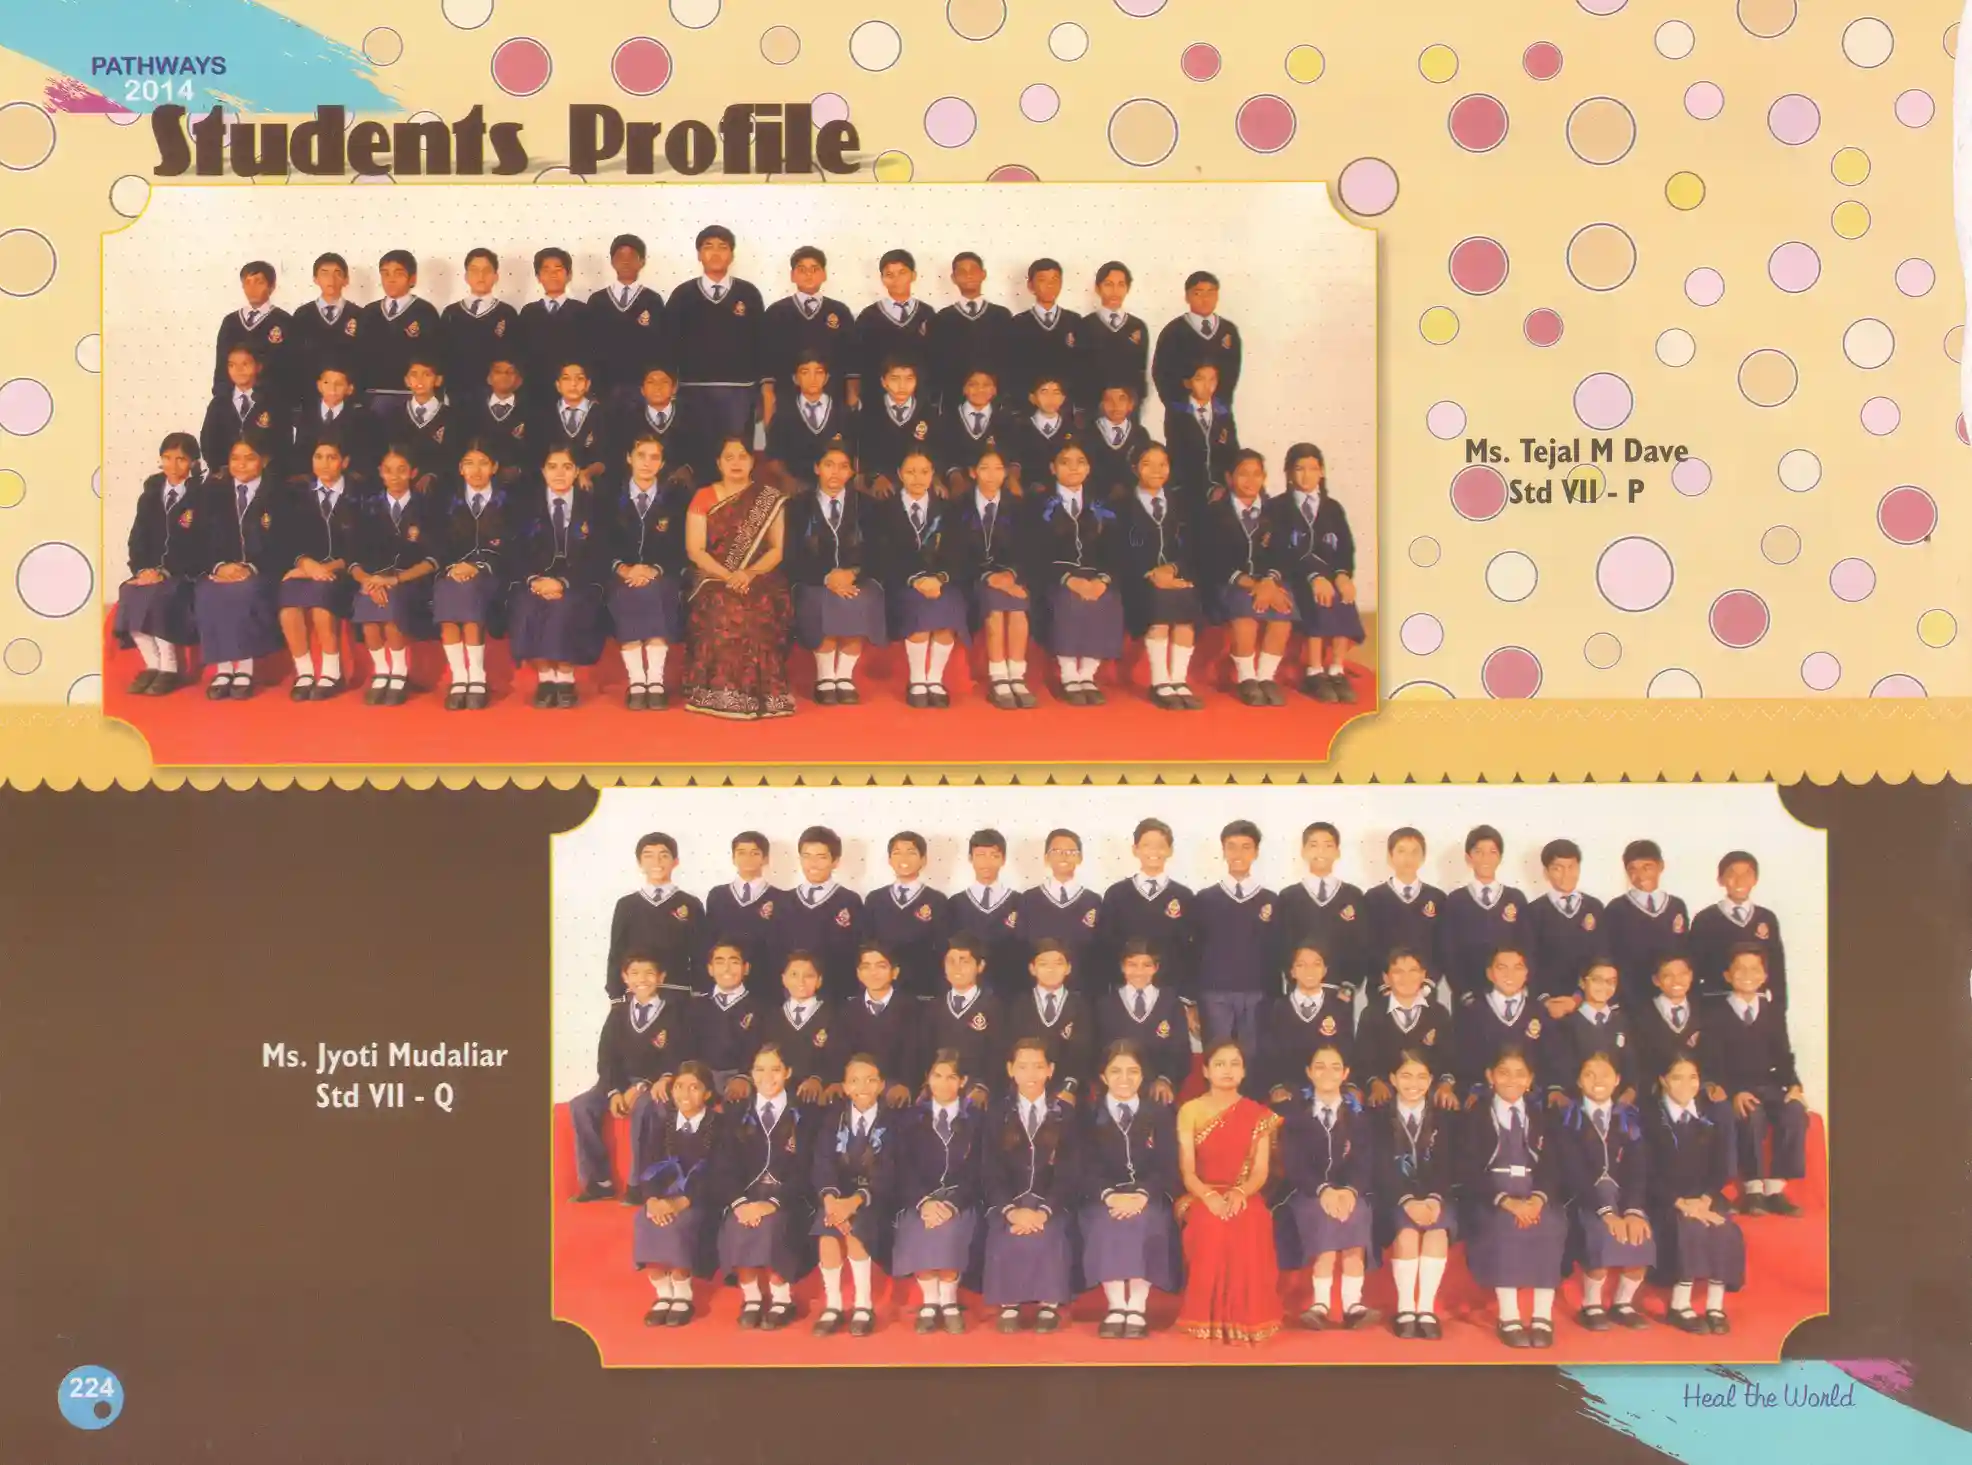 PATHWAYS
2014
Students Profile
Ms. Tejal M Dave
Std VII - P
Ms. Jyoti Mudaliar
Std VII - Q
224
Heal the World